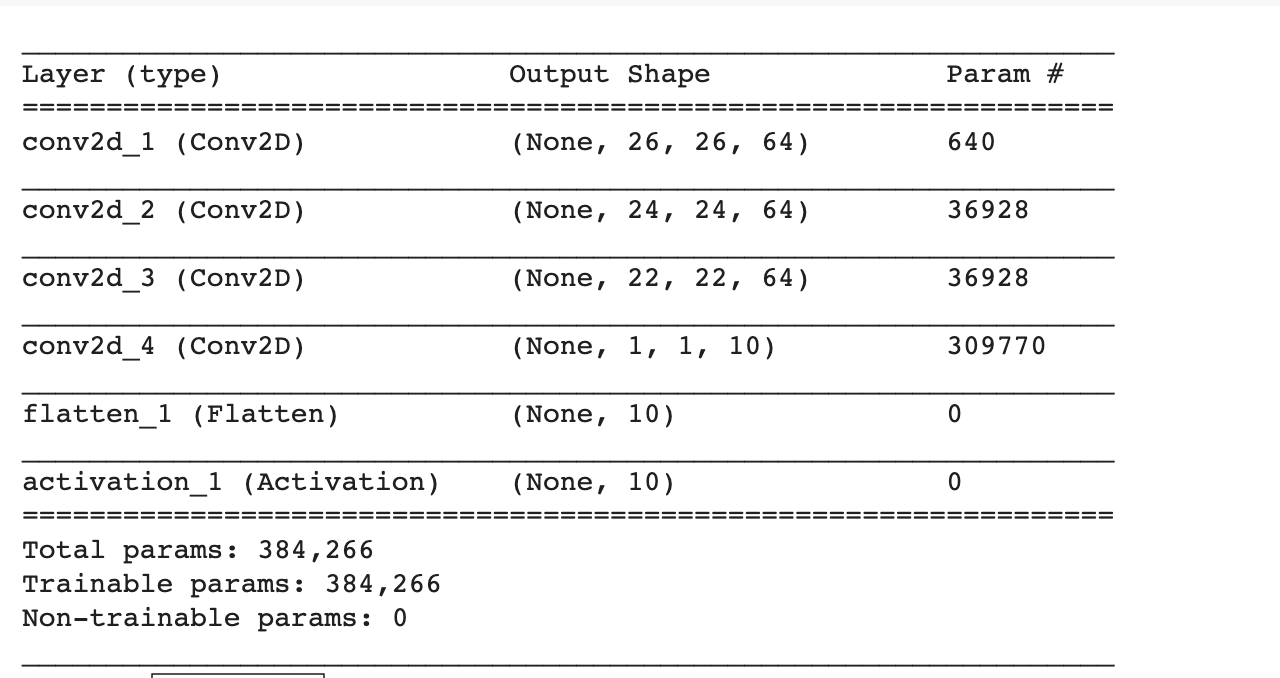 Layer (type) Output Shape Param #
=================================================================
conv2d_1 (Conv2D) (None, 26, 26, 64) 640
conv2d_2 (Conv2D) (None, 24, 24, 64) 36928
conv2d_3 (Conv2D) (None, 22, 22, 64) 36928
conv2d_4 (Conv2D) (None, 1, 1, 10) 309770
flatten_1 (Flatten) (None, 10) 0
activation_1 (Activation) (None, 10) 0
=================================================================
Total params: 384,266
Trainable params: 384,266
Non-trainable params: 0